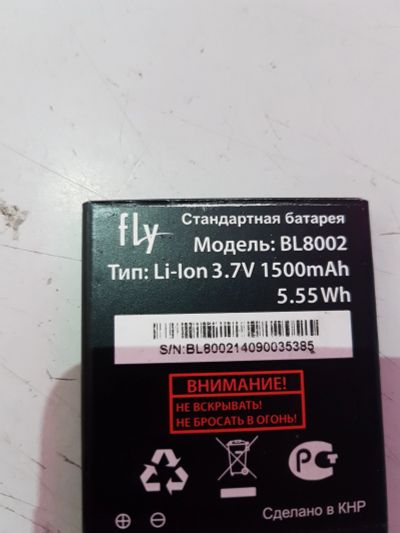 fly
Стандартная батарея
Модель: BL8002
Тип: Li-Ion 3.7V 1500mAh
5.55Wh
S/N:BL800214090035385
ВНИМАНИЕ!
НЕ ВСКРЫВАТЬ!
НЕ БРОСАТЬ В ОГОНЬ!
РСТ
Сделано в КНР